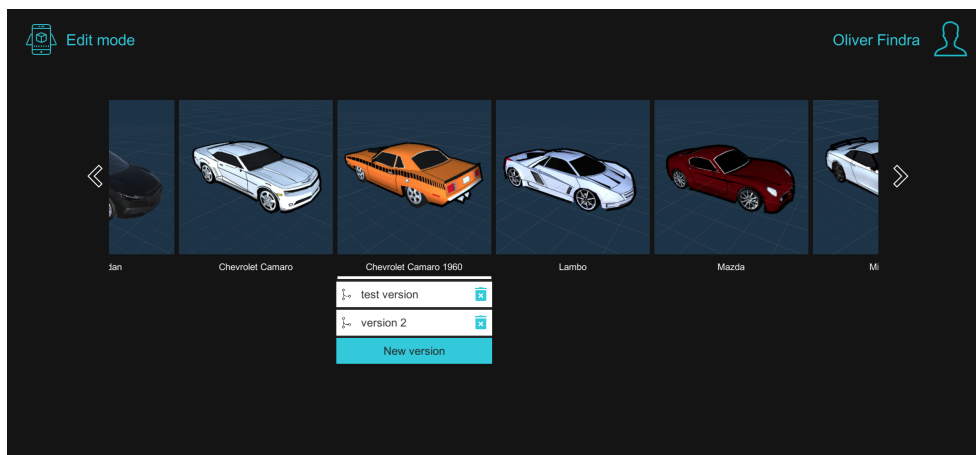 Edit mode
Oliver Findra
dan
Chevrolet Camaro
Chevrolet Camaro 1960
Lambo
Mazda
Mi
test version
version 2
New version